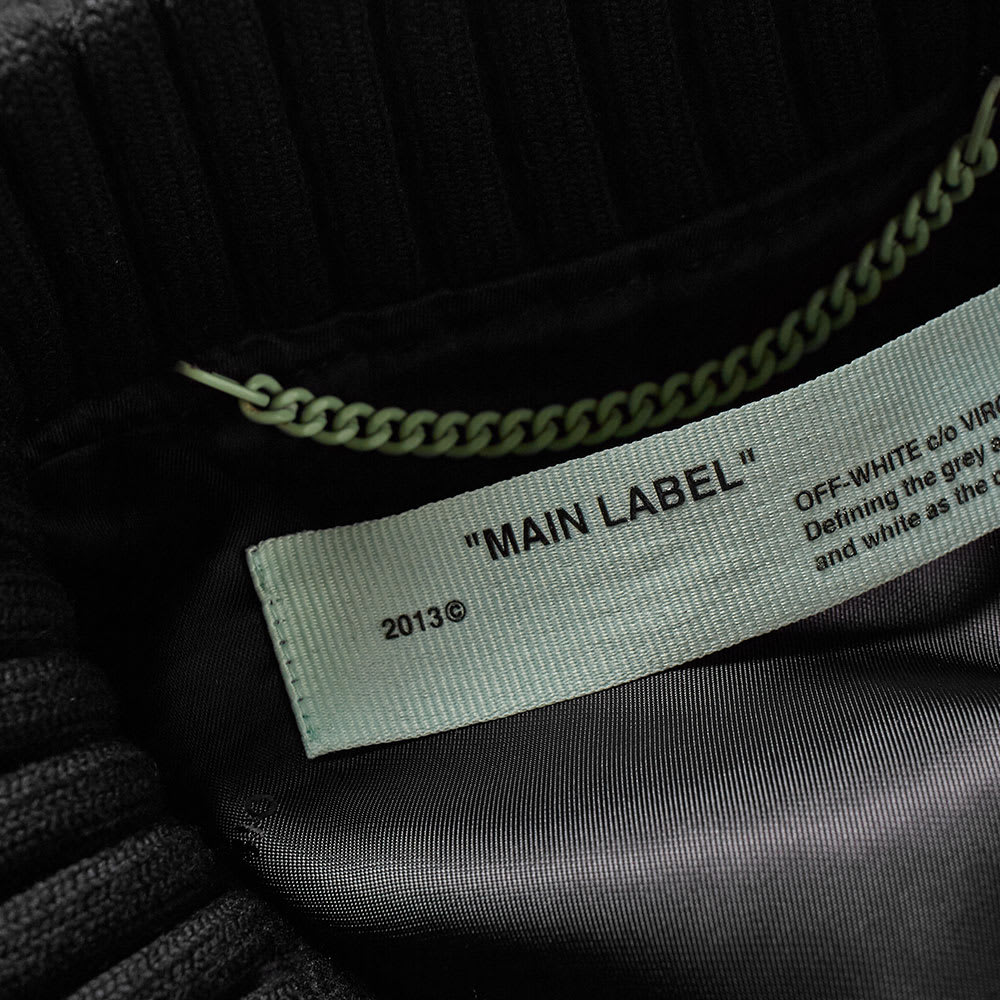 "MAIN LABEL"
2013©
OFF-WHITE c/o
Defining the grey
and white as the